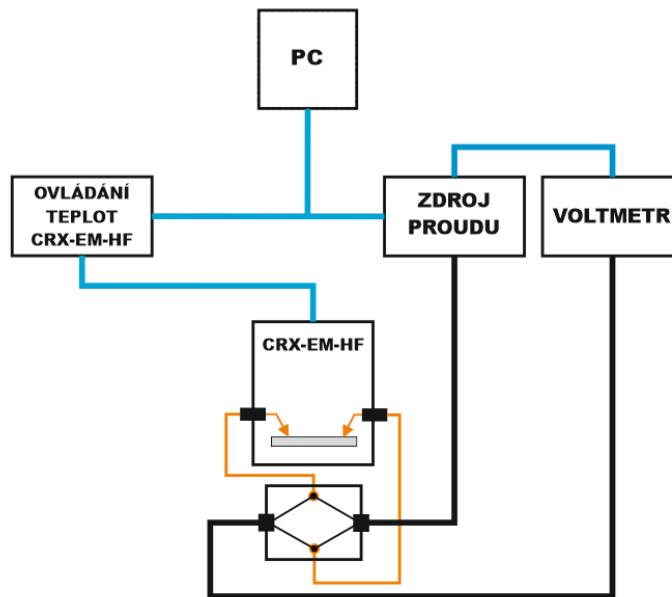 PC
OVLÁDÁNÍ
TEPLOT
CRX-EM-HF
ZDROJ
PROUDU
VOLTMETR
CRX-EM-HF